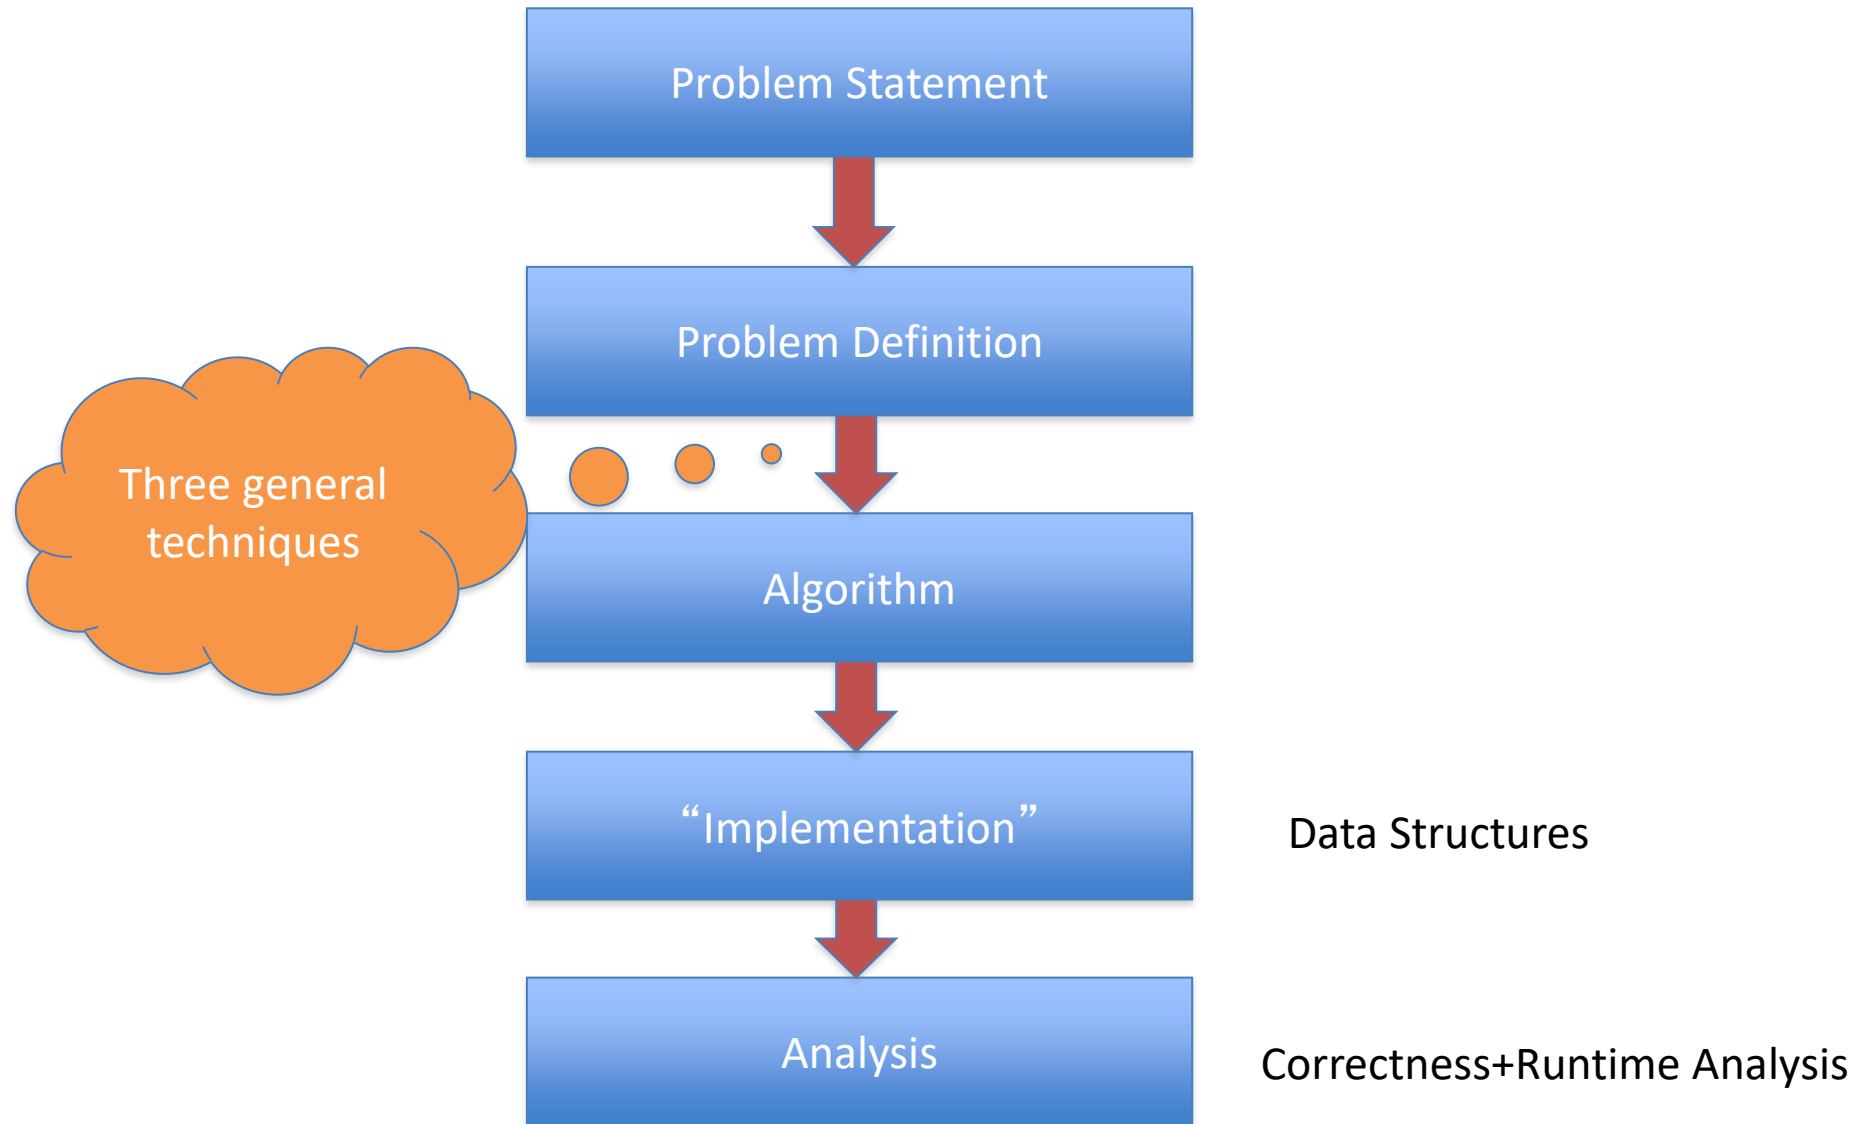 Problem Statement
Problem Definition
Three general
techniques
Algorithm
“Implementation”
Data Structures
Analysis
Correctness+Runtime Analysis